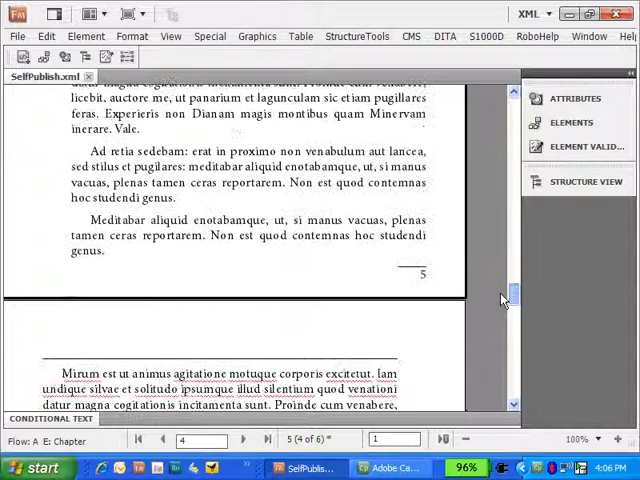 Fm XML
File Edit Element Format View Special Graphics Table StructureTools CMS DITA S1000D RoboHelp Window Help
SelfPublish.xml
licebit, auctore me, ut panarium et lagunculam sic etiam pugillares
feras. Experieris non Dianam magis montibus quam Minervam
inerare. Vale.
Ad retia sedebam: erat in proximo non venabulum aut lancea,
sed stilus et pugilares: meditabar aliquid enotabamque, ut, si manus
vacuas, plenas tamen ceras reportarem. Non est quod contemnas
hoc studendi genus.
Meditabar aliquid enotabamque, ut, si manus vacuas, plenas
tamen ceras reportarem. Non est quod contemnas hoc studendi
genus.
5
Mirum est ut animus agitatione motuque corporis excitetut. Iam
undique silvae et solitudo ipsumque illud silentium quod venationi
datur magna cogitationis incitamenta sunt. Proinde cum venabere,
ATTRIBUTES
ELEMENTS
ELEMENT VALID...
STRUCTURE VIEW
CONDITIONAL TEXT
Flow: A E: Chapter 4 5 (4 of 6) * 1 100%
start SelfPublis... Adobe Ca... 96% 4:06 PM